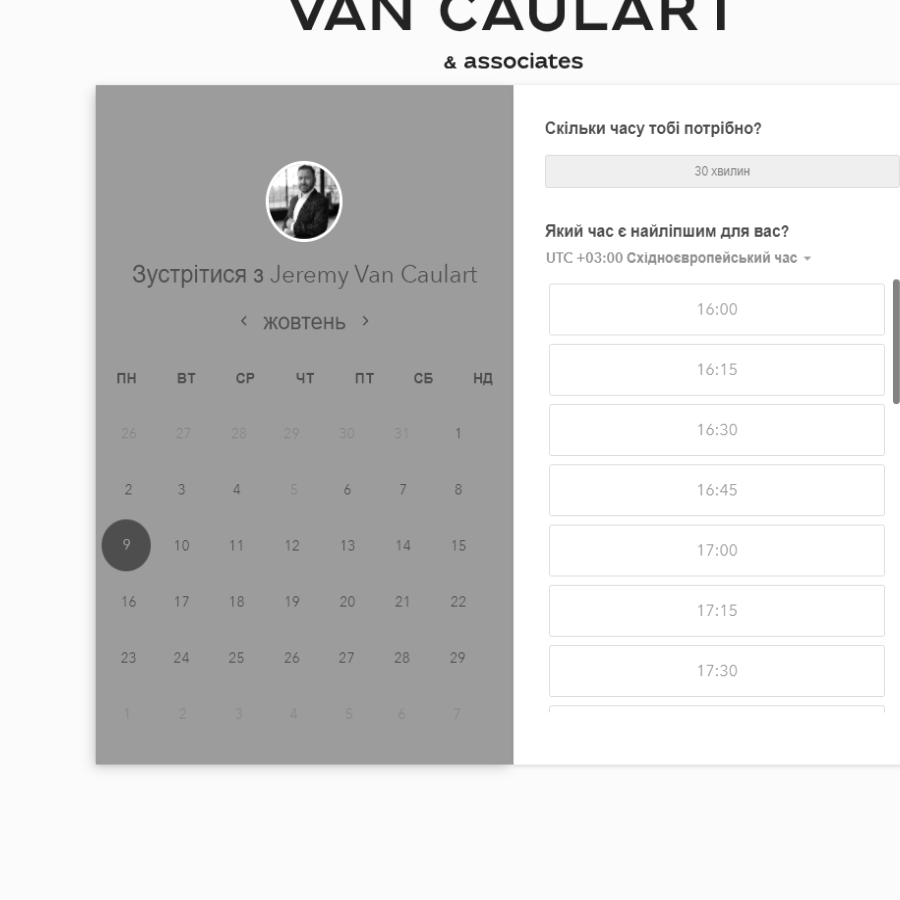 VAN CAULART
& associates
Зустрітися з Jeremy Van Caulart
жовтень
ПН ВТ СР ЧТ ПТ СБ НД
26 27 28 29 30 31 1
2 3 4 5 6 7 8
9 10 11 12 13 14 15
16 17 18 19 20 21 22
23 24 25 26 27 28 29
1 2 3 4 5 6 7
Скільки часу тобі потрібно?
30 хвилин
Який час є найліпшим для вас?
UTC +03:00 Східноєвропейський час
16:00
16:15
16:30
16:45
17:00
17:15
17:30